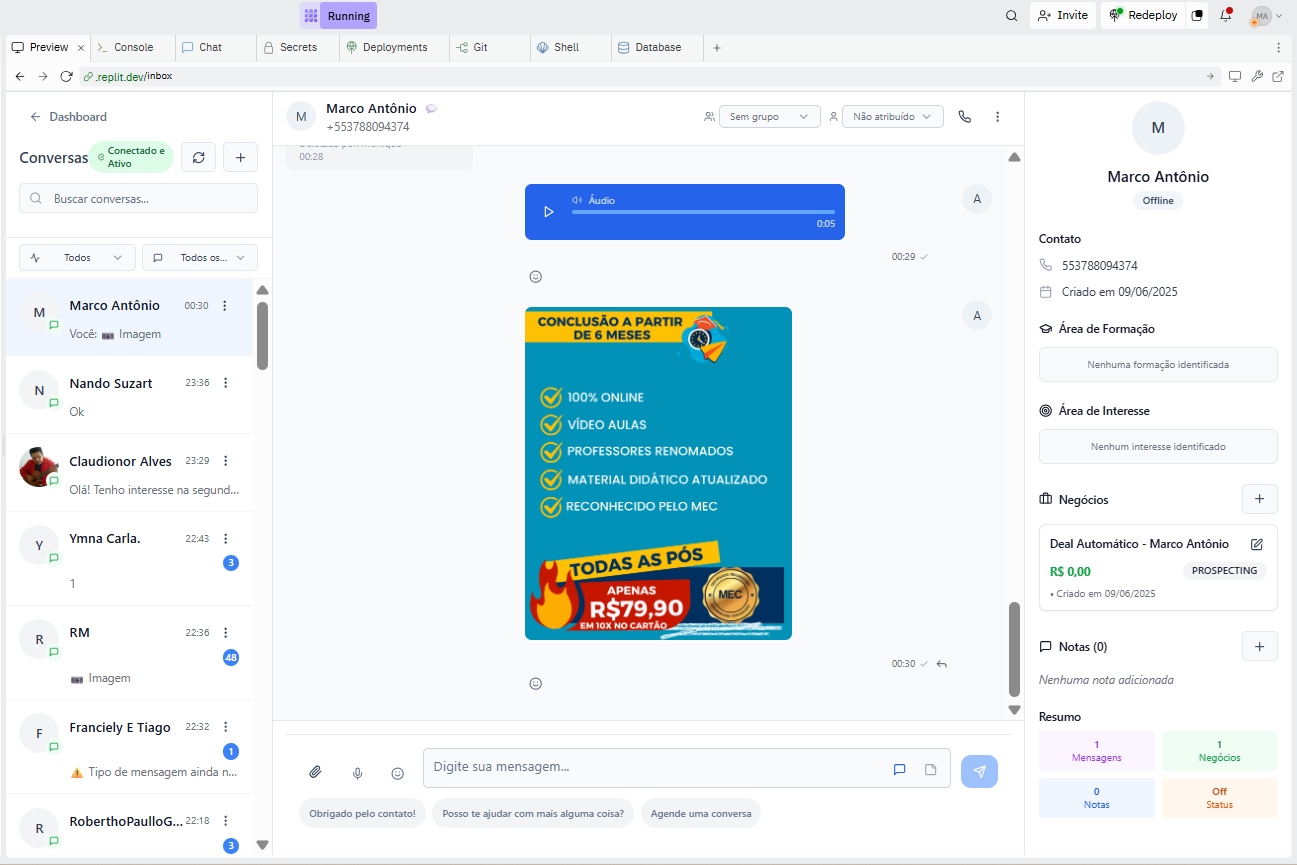 Running
Invite
Redeploy
MA
Preview
Console
Chat
Secrets
Deployments
Git
Shell
Database
.replit.dev/inbox
Dashboard
Conversas
Conectado e
Ativo
Buscar conversas...
Todos
Todos os...
M
Marco Antônio
00:30
Você: 📷 Imagem
N
Nando Suzart
23:36
Ok
Claudionor Alves
23:29
Olá! Tenho interesse na segund...
Y
Ymna Carla.
22:43
3
1
R
RM
22:36
48
📷 Imagem
F
Franciely E Tiago
22:32
1
⚠️ Tipo de mensagem ainda n...
R
RoberthoPaulloG...
22:18
3
M
Marco Antônio
+553788094374
Sem grupo
Não atribuído
00:28
Áudio
0:05
A
00:29
CONCLUSÃO A PARTIR
DE 6 MESES
100% ONLINE
VÍDEO AULAS
PROFESSORES RENOMADOS
MATERIAL DIDÁTICO ATUALIZADO
RECONHECIDO PELO MEC
TODAS AS PÓS
APENAS
R$79,90
EM 10X NO CARTÃO
MEC
A
00:30
Digite sua mensagem...
Obrigado pelo contato!
Posso te ajudar com mais alguma coisa?
Agende uma conversa
M
Marco Antônio
Offline
Contato
553788094374
Criado em 09/06/2025
Área de Formação
Nenhuma formação identificada
Área de Interesse
Nenhum interesse identificado
Negócios
Deal Automático - Marco Antônio
R$ 0,00
PROSPECTING
• Criado em 09/06/2025
Notas (0)
Nenhuma nota adicionada
Resumo
1
Mensagens
1
Negócios
0
Notas
Off
Status